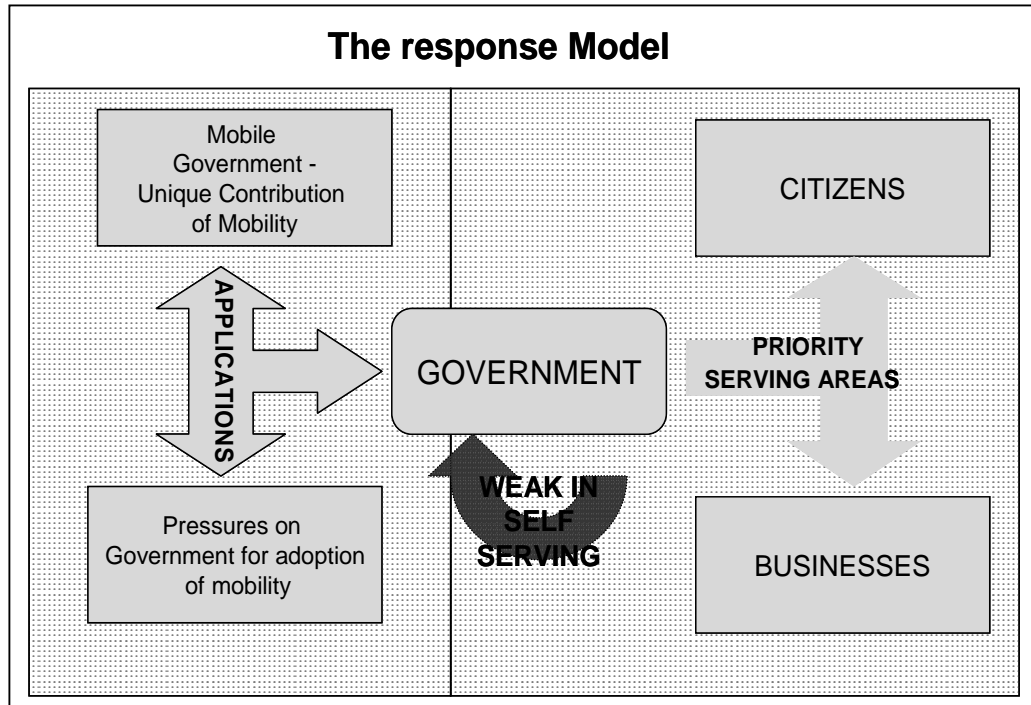 The response Model
Mobile
Government -
Unique Contribution
of Mobility
APPLICATIONS
Pressures on
Government for adoption
of mobility
GOVERNMENT
WEAK IN
SELF
SERVING
CITIZENS
PRIORITY
SERVING AREAS
BUSINESSES